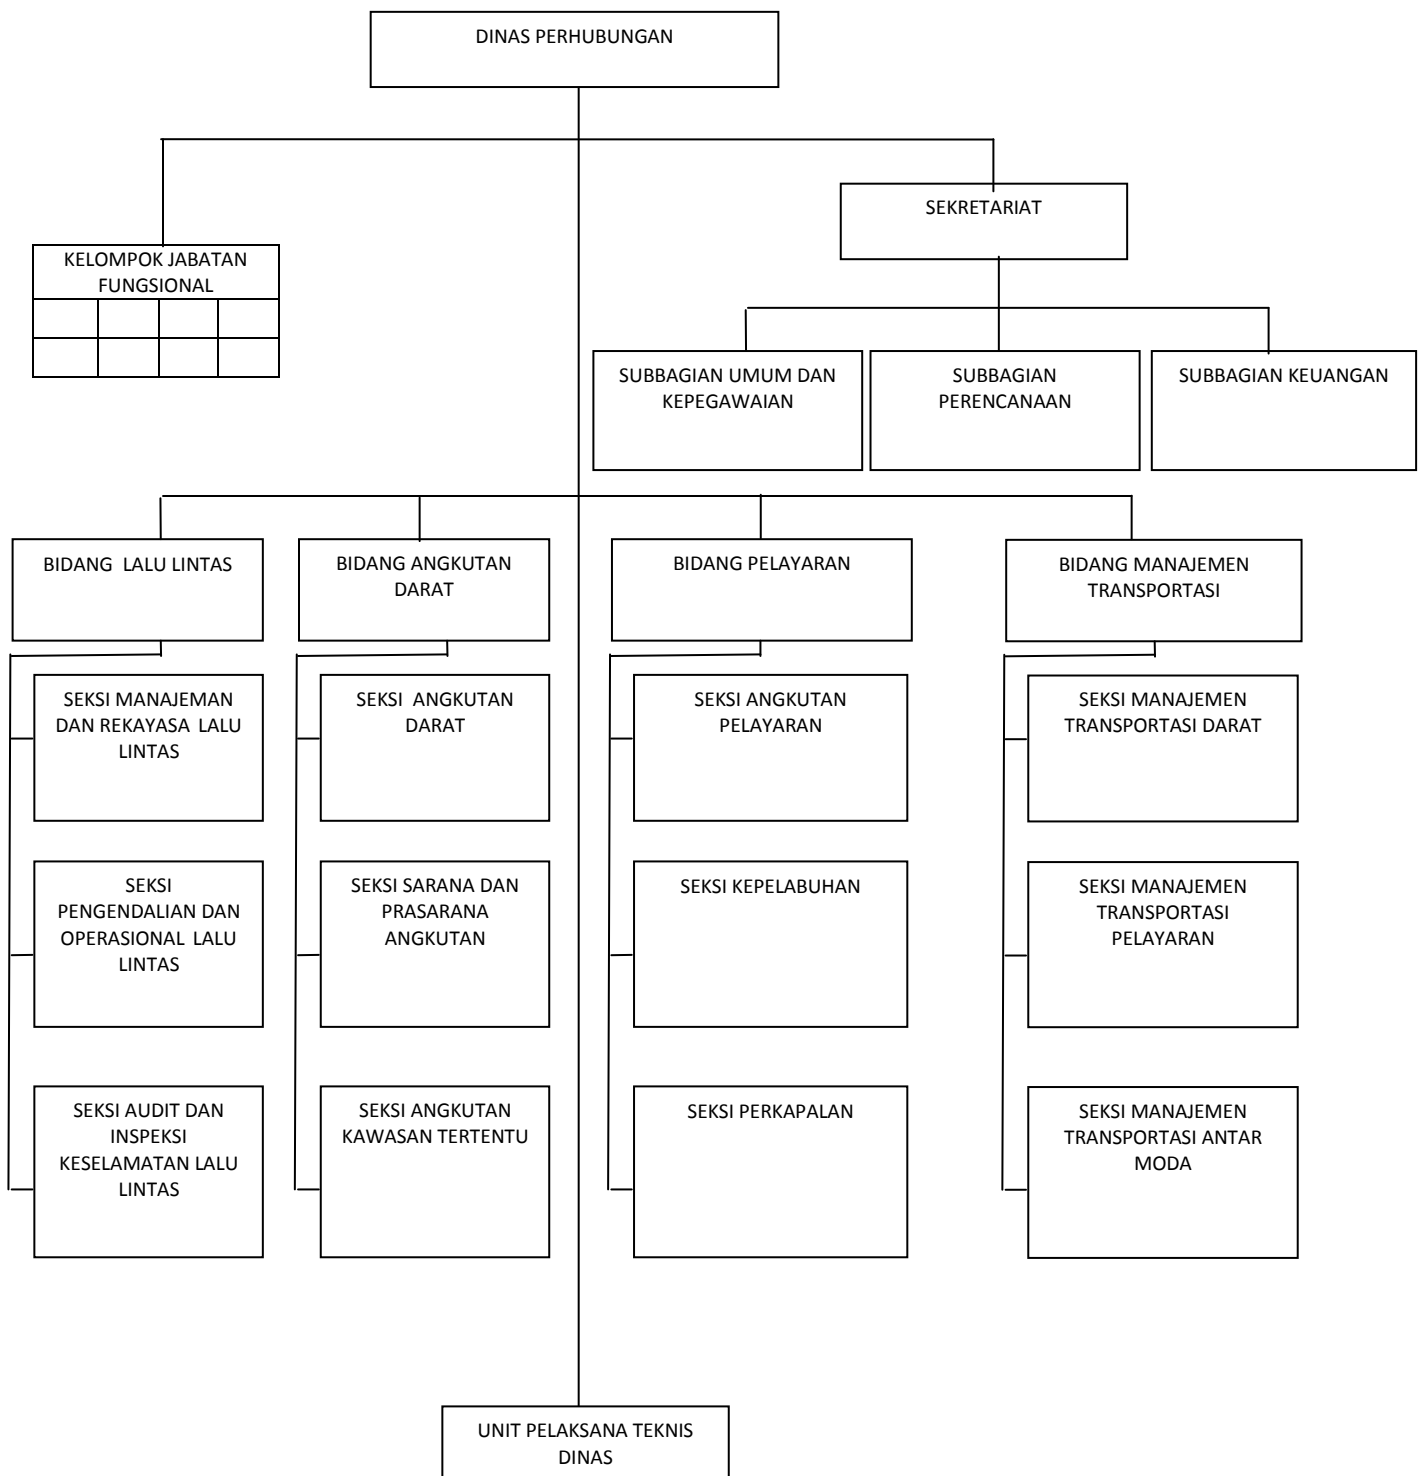 DINAS PERHUBUNGAN
SEKRETARIAT
KELOMPOK JABATAN
FUNGSIONAL
SUBBAGIAN UMUM DAN
KEPEGAWAIAN
SUBBAGIAN
PERENCANAAN
SUBBAGIAN KEUANGAN
BIDANG LALU LINTAS
BIDANG ANGKUTAN
DARAT
BIDANG PELAYARAN
BIDANG MANAJEMEN
TRANSPORTASI
SEKSI MANAJEMAN
DAN REKAYASA LALU
LINTAS
SEKSI ANGKUTAN
DARAT
SEKSI ANGKUTAN
PELAYARAN
SEKSI MANAJEMEN
TRANSPORTASI DARAT
SEKSI
PENGENDALIAN DAN
OPERASIONAL LALU
LINTAS
SEKSI SARANA DAN
PRASARANA
ANGKUTAN
SEKSI KEPELABUHAN
SEKSI MANAJEMEN
TRANSPORTASI
PELAYARAN
SEKSI AUDIT DAN
INSPEKSI
KESELAMATAN LALU
LINTAS
SEKSI ANGKUTAN
KAWASAN TERTENTU
SEKSI PERKAPALAN
SEKSI MANAJEMEN
TRANSPORTASI ANTAR
MODA
UNIT PELAKSANA TEKNIS
DINAS